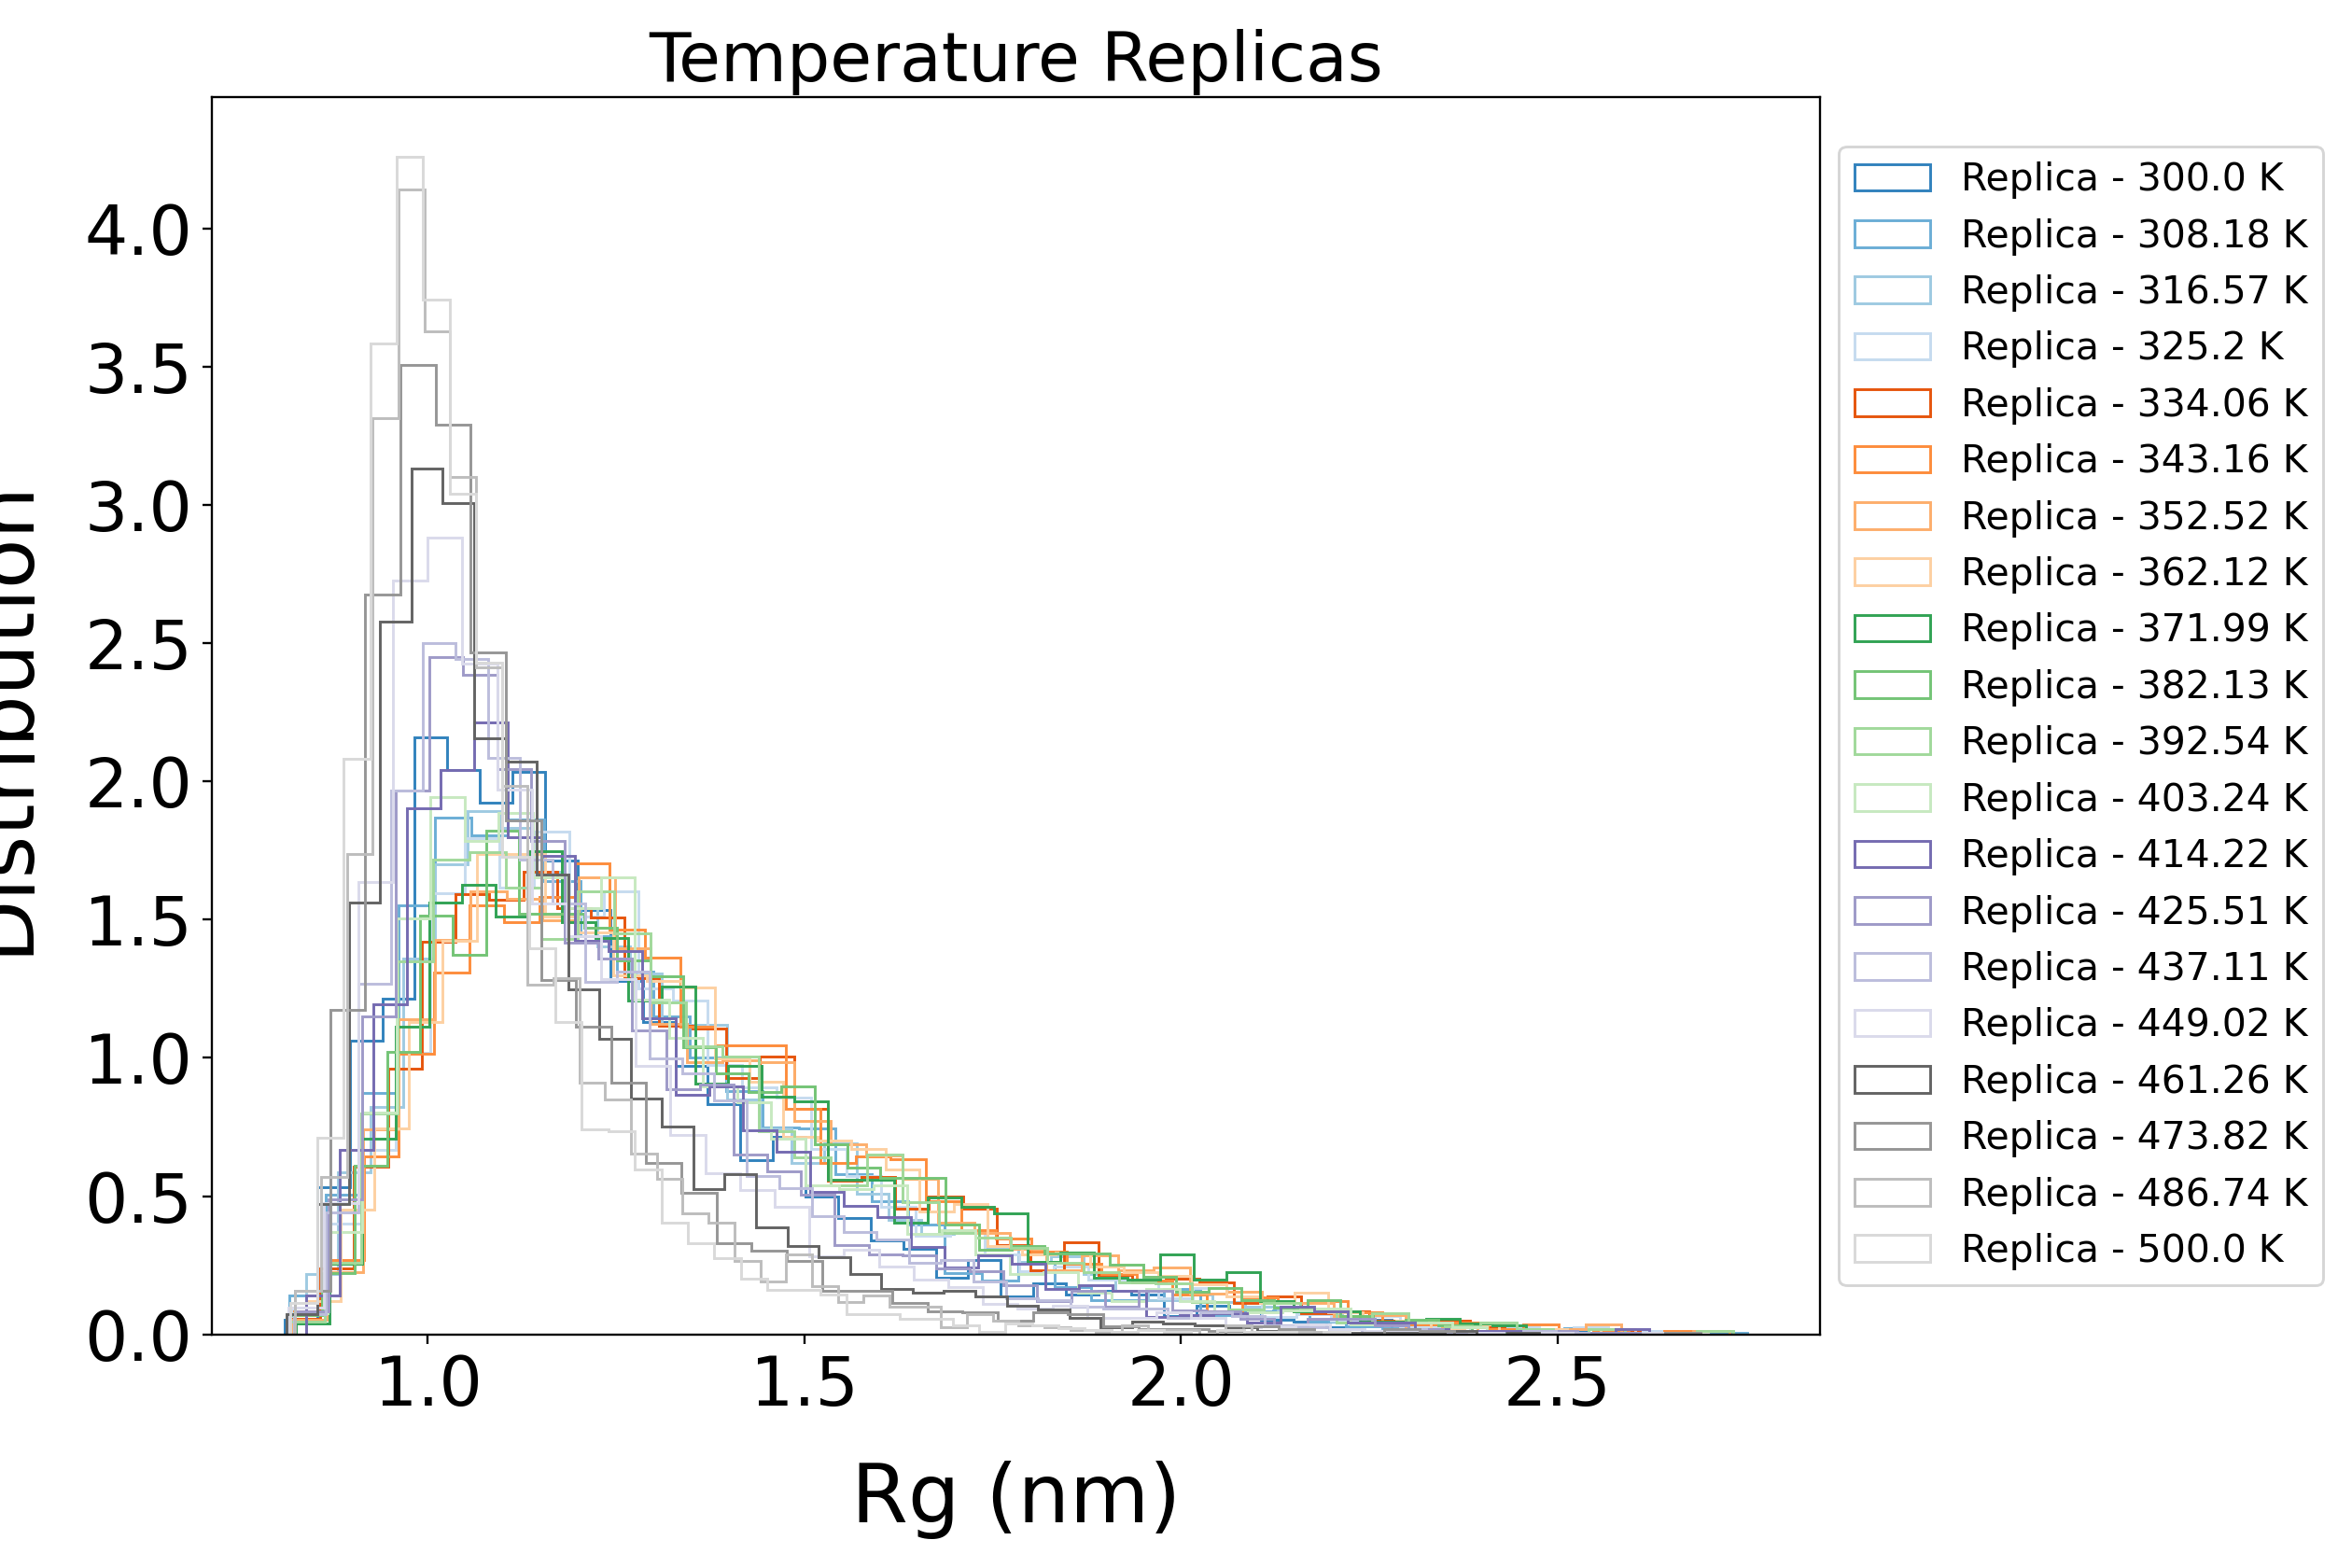 Temperature Replicas
Distribution
4.0
3.5
3.0
2.5
2.0
1.5
1.0
0.5
0.0
1.0
1.5
2.0
2.5
Rg (nm)
Replica - 300.0 K
Replica - 308.18 K
Replica - 316.57 K
Replica - 325.2 K
Replica - 334.06 K
Replica - 343.16 K
Replica - 352.52 K
Replica - 362.12 K
Replica - 371.99 K
Replica - 382.13 K
Replica - 392.54 K
Replica - 403.24 K
Replica - 414.22 K
Replica - 425.51 K
Replica - 437.11 K
Replica - 449.02 K
Replica - 461.26 K
Replica - 473.82 K
Replica - 486.74 K
Replica - 500.0 K